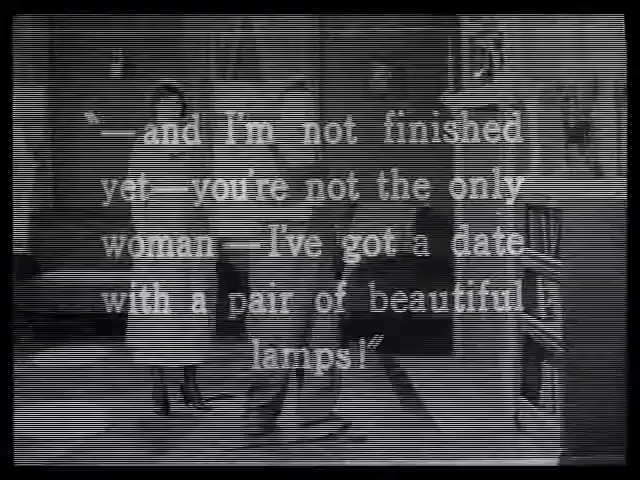 “—and I'm not finished
yet—you're not the only
woman—I've got a date
with a pair of beautiful
lamps!”